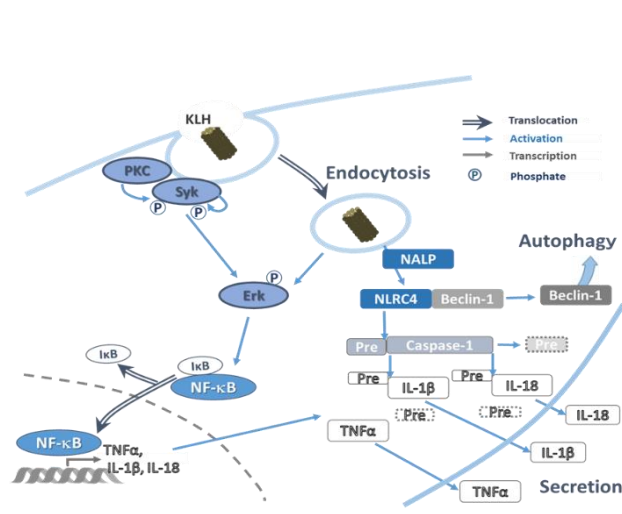 KLH
PKC
Syk
P
P
Endocytosis
Translocation
Activation
Transcription
P Phosphate
NALP
Autophagy
NLRC4
Beclin-1
Beclin-1
P
Erk
Pre
Caspase-1
Pre
IκB
IκB
NF-κB
Pre
IL-1β
Pre
IL-18
Pre
Pre
IL-18
NF-κB
TNFα,
IL-1β, IL-18
TNFα
IL-1β
TNFα
Secretion